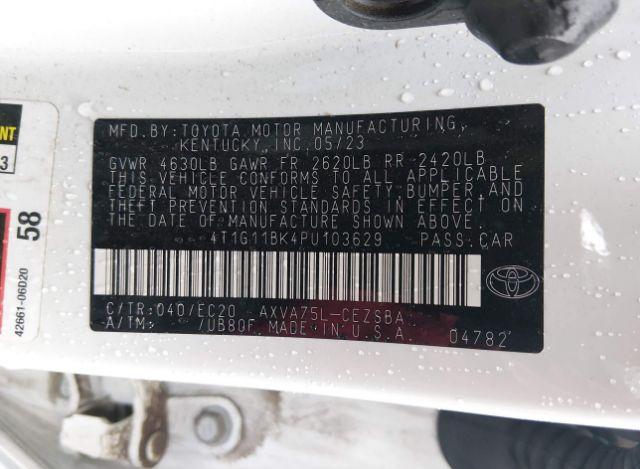 MFD.BY:TOYOTA MOTOR MANUFACTURING,
KENTUCKY,INC.05/23
GVWR 4630LB GAWR FR 2620LB RR 2420LB
THIS VEHICLE CONFORMS TO ALL APPLICABLE
FEDERAL MOTOR VEHICLE SAFETY, BUMPER AND
THEFT PREVENTION STANDARDS IN EFFECT ON
THE DATE OF MANUFACTURE SHOWN ABOVE.
4T1G11BK4PU103629 PASS.CAR
C/TR:040/EC20 AXVA75L-CEZSBA
A/TM: /UB80F MADE IN U.S.A. 04782
58
42661-06D20
3